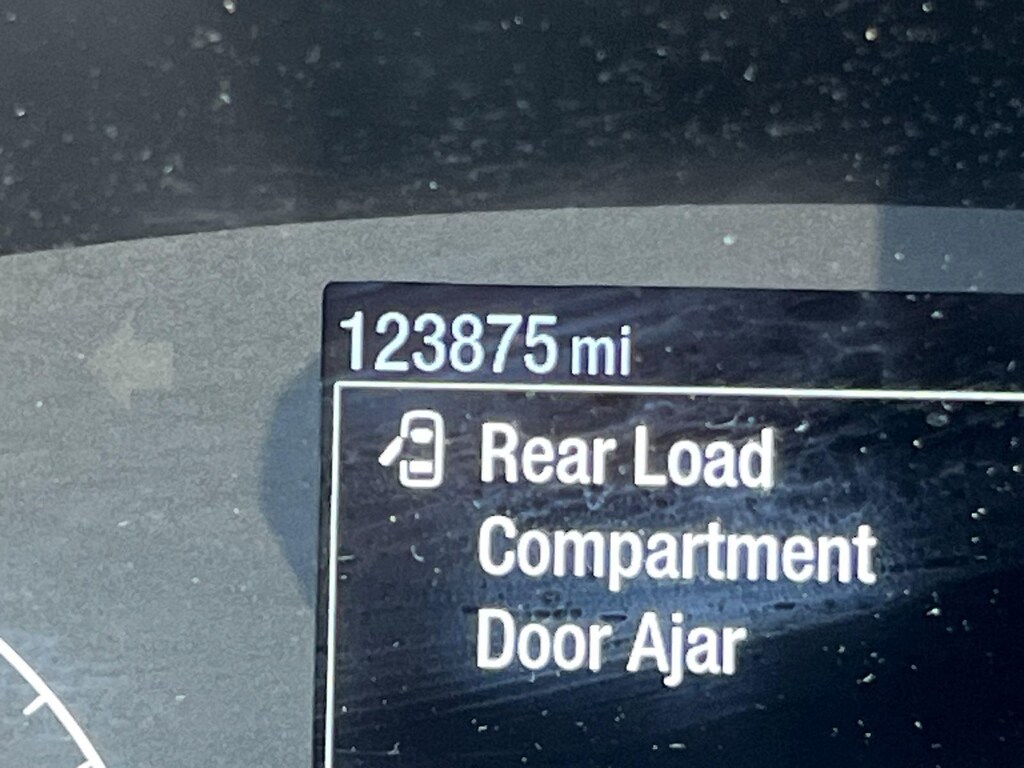 123875 mi
Rear Load
Compartment
Door Ajar